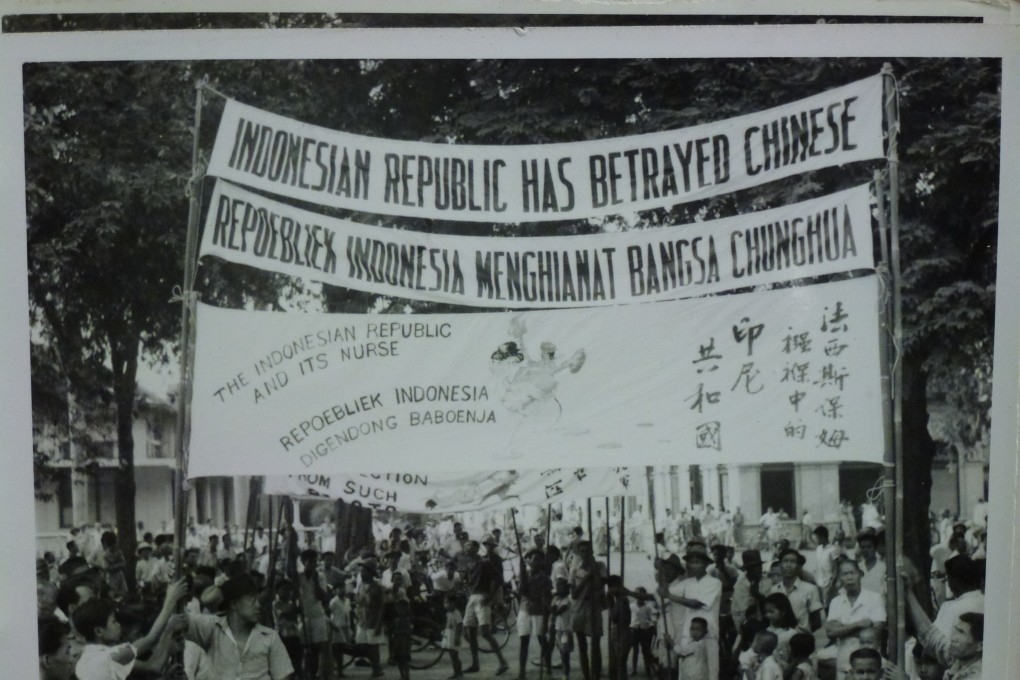 INDONESIAN REPUBLIC HAS BETRAYED CHINESE
REPOEBLIEK INDONESIA MENGHIANAT BANGSA CHUNGHUA
THE INDONESIAN REPUBLIC
AND ITS NURSE
REPOEBLIEK INDONESIA
DIGENDONG BABOENJA
法西斯保姆
襁褓中的
印尼
共和國
FROM SUCH